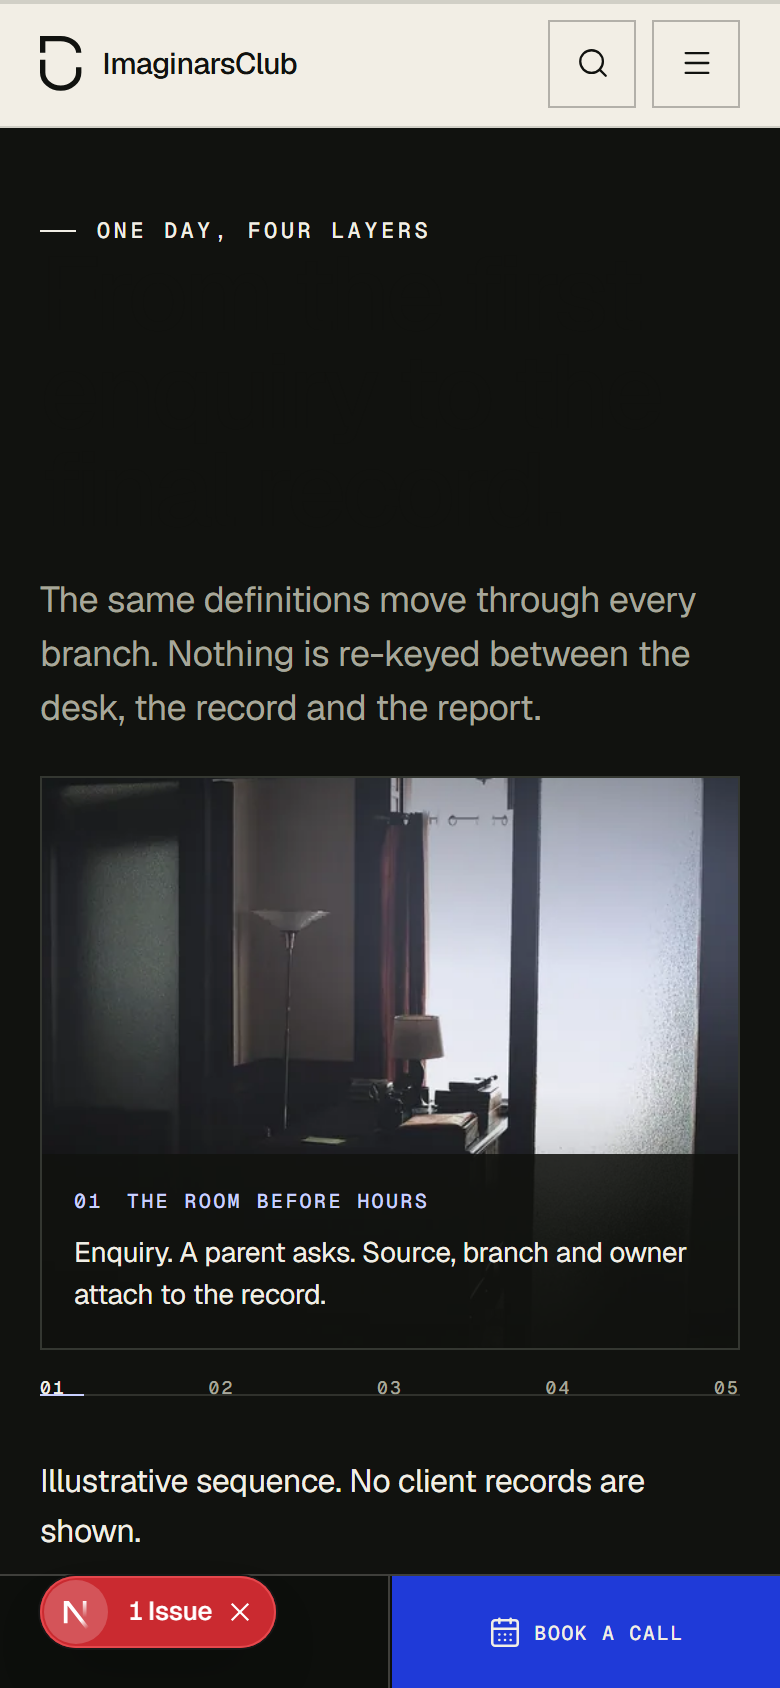 ImaginarsClub
ONE DAY, FOUR LAYERS
The same definitions move through every
branch. Nothing is re-keyed between the
desk, the record and the report.
01 THE ROOM BEFORE HOURS
Enquiry. A parent asks. Source, branch and owner
attach to the record.
01 02 03 04 05
Illustrative sequence. No client records are
shown.
N 1 Issue
BOOK A CALL